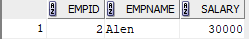 EMPID EMPNAME SALARY
1 2 Alen 30000